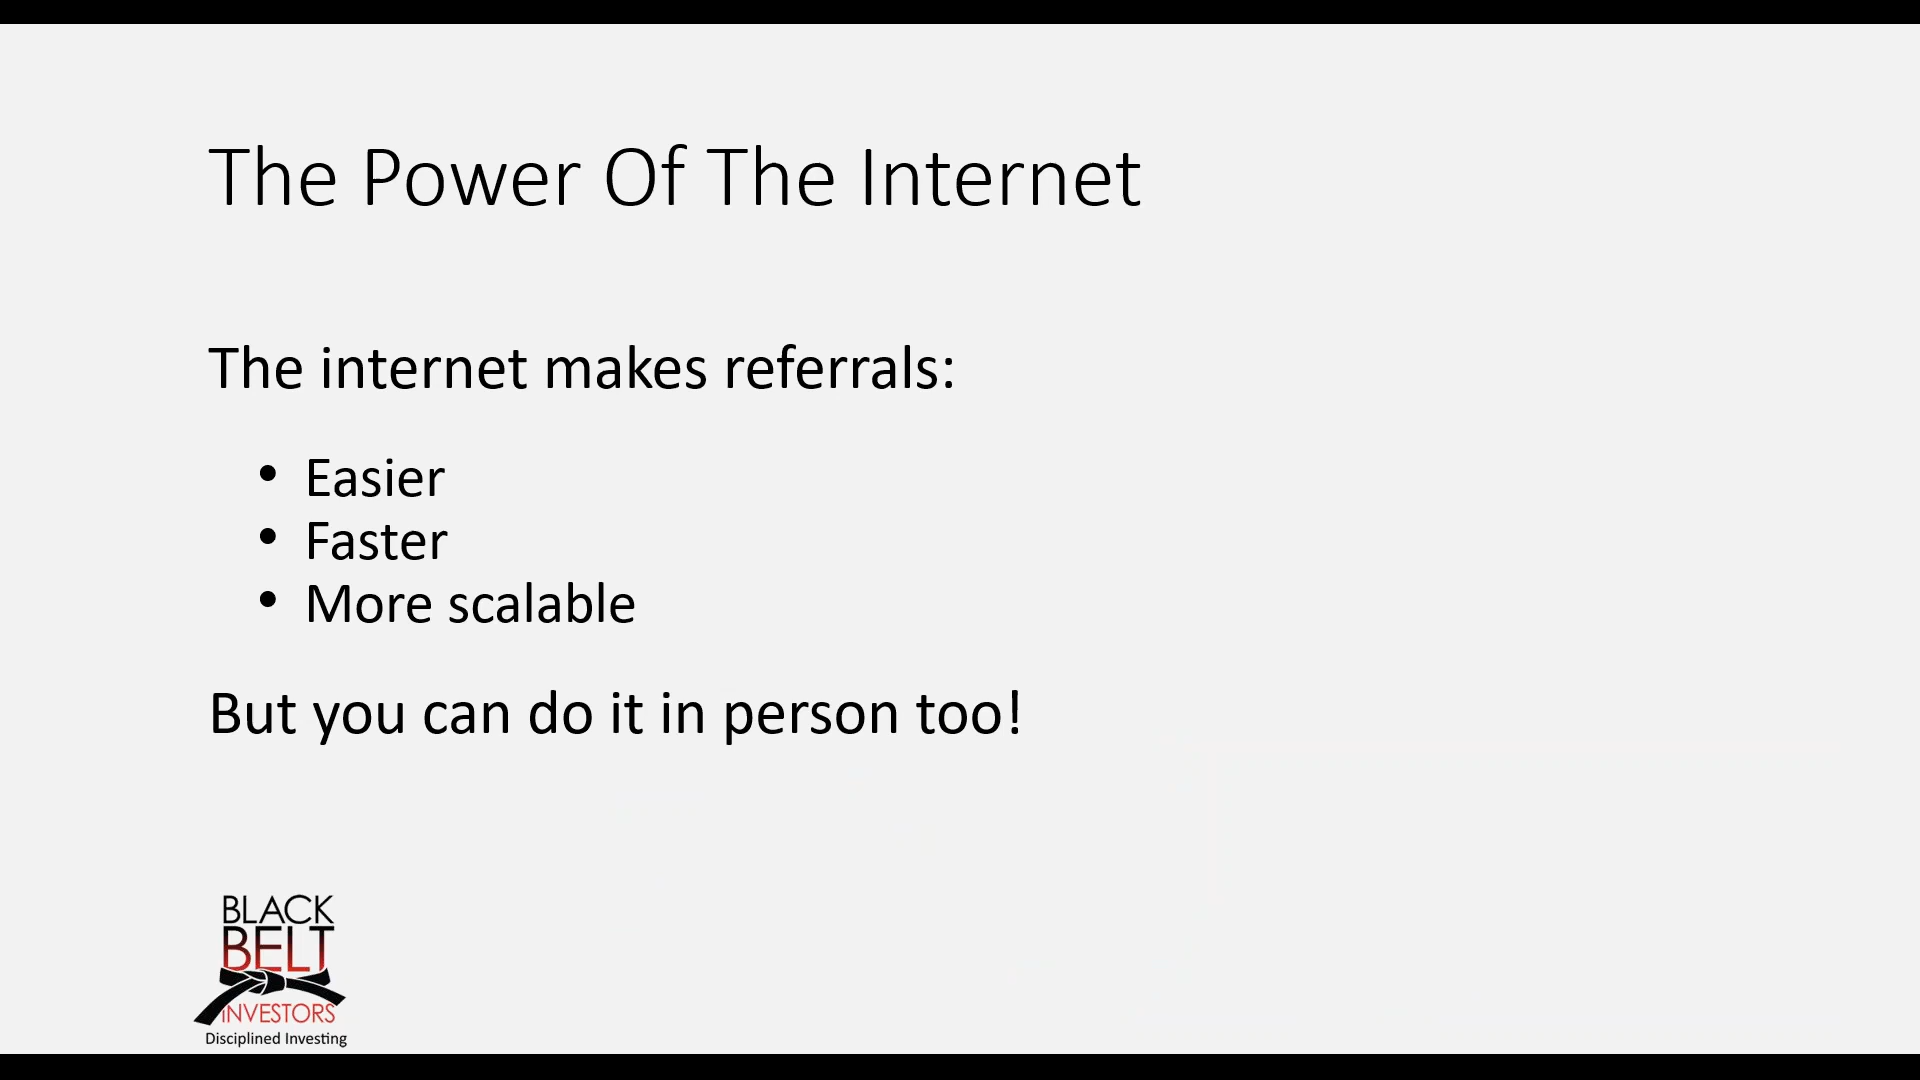 The Power Of The Internet
The internet makes referrals:
• Easier
• Faster
• More scalable
But you can do it in person too!
BLACK
BELT
INVESTORS
Disciplined Investing